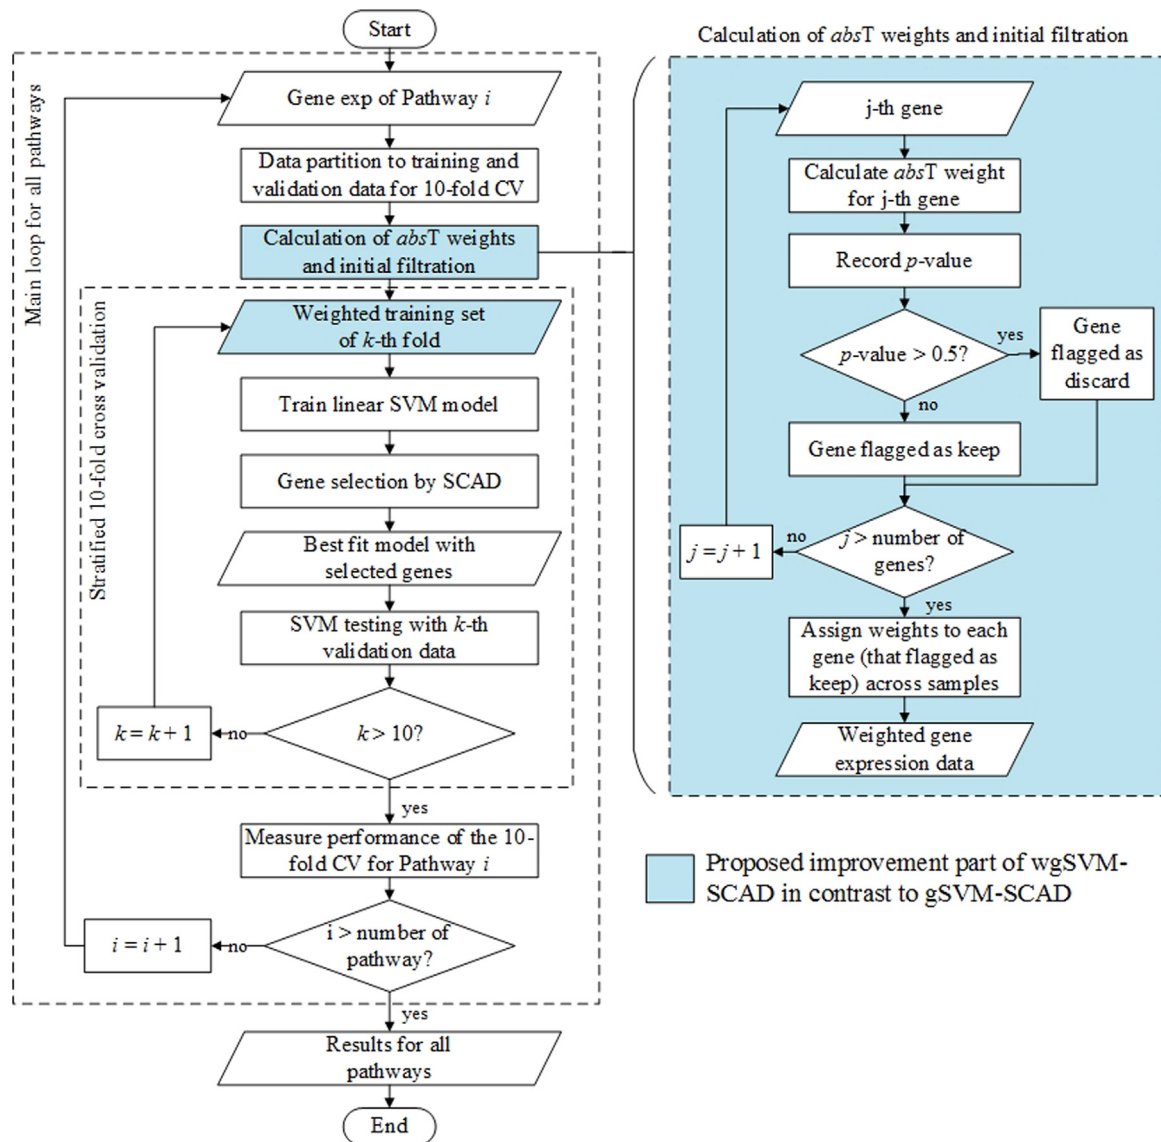 Start
Main loop for all pathways
Gene exp of Pathway i
Data partition to training and
validation data for 10-fold CV
Calculation of absT weights
and initial filtration
Stratified 10-fold cross validation
Weighted training set
of k-th fold
Train linear SVM model
Gene selection by SCAD
Best fit model with
selected genes
SVM testing with k-th
validation data
k > 10?
no
k = k + 1
yes
Measure performance of the 10-
fold CV for Pathway i
i > number of
pathway?
no
i = i + 1
yes
Results for all
pathways
End
Calculation of absT weights and initial filtration
j-th gene
Calculate absT weight
for j-th gene
Record p-value
p-value > 0.5?
yes
Gene
flagged as
discard
no
Gene flagged as keep
j > number of
genes?
no
j = j + 1
yes
Assign weights to each
gene (that flagged as
keep) across samples
Weighted gene
expression data
Proposed improvement part of wgSVM-
SCAD in contrast to gSVM-SCAD